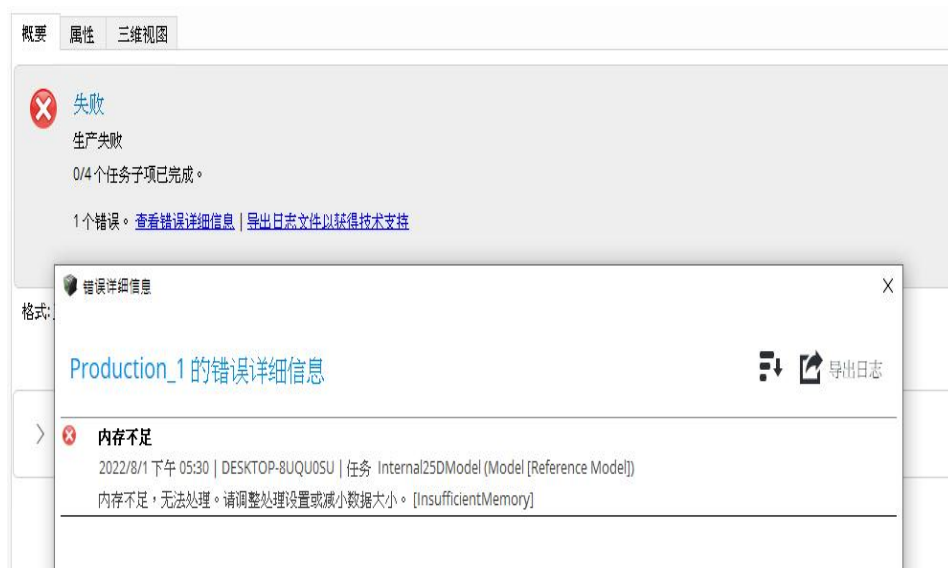 概要 属性 三维视图
失败
生产失败
0/4 个任务子项已完成。
1 个错误。 查看错误详细信息 | 导出日志文件以获得技术支持
错误详细信息
格式:
Production_1 的错误详细信息 导出日志
内存不足
2022/8/1 下午 05:30 | DESKTOP-8UQU0SU | 任务 Internal25DModel (Model [Reference Model])
内存不足，无法处理。请调整处理设置或减小数据大小。 [InsufficientMemory]